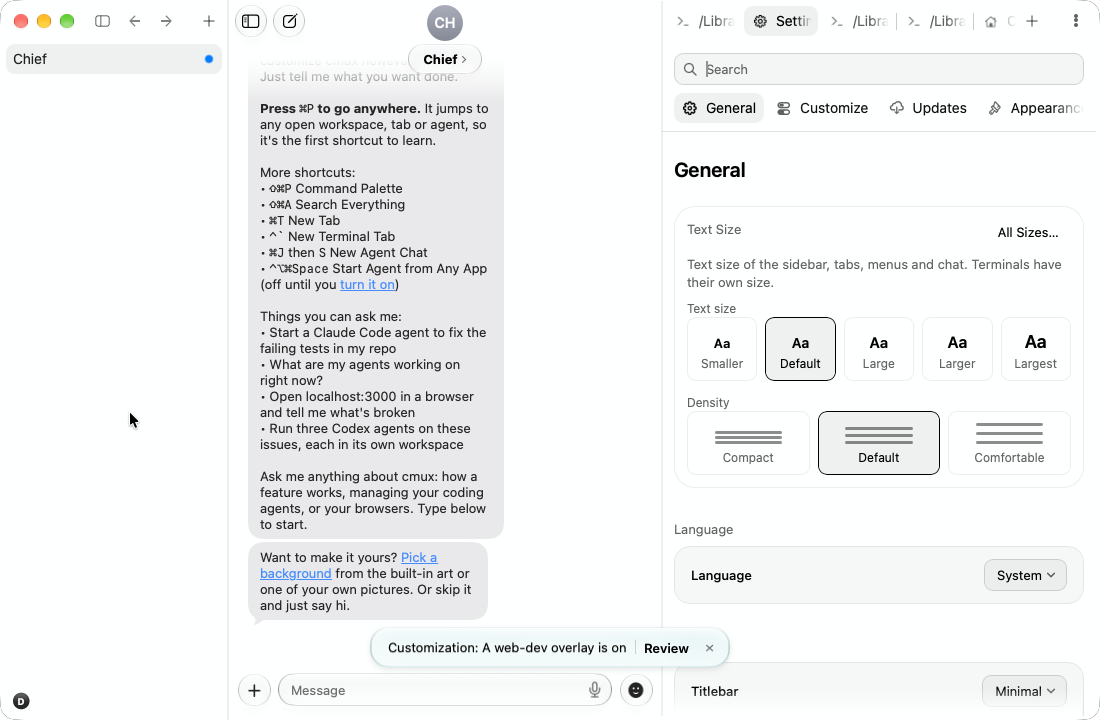 Chief
CH
Chief
Just tell me what you want done.
Press ⌘P to go anywhere. It jumps to
any open workspace, tab or agent, so
it's the first shortcut to learn.
More shortcuts:
• ⇧⌘P Command Palette
• ⇧⌘A Search Everything
• ⌘T New Tab
• ^` New Terminal Tab
• ⌘J then S New Agent Chat
• ^⌥⌘Space Start Agent from Any App
(off until you turn it on)
Things you can ask me:
• Start a Claude Code agent to fix the
failing tests in my repo
• What are my agents working on
right now?
• Open localhost:3000 in a browser
and tell me what's broken
• Run three Codex agents on these
issues, each in its own workspace
Ask me anything about cmux: how a
feature works, managing your coding
agents, or your browsers. Type below
to start.
Want to make it yours? Pick a
background from the built-in art or
one of your own pictures. Or skip it
and just say hi.
Customization: A web-dev overlay is on Review
Message
D
/Libra Settin /Libra /Libra C
Search
General Customize Updates Appearanc
General
Text Size All Sizes...
Text size of the sidebar, tabs, menus and chat. Terminals have
their own size.
Text size
Aa Aa Aa Aa Aa
Smaller Default Large Larger Largest
Density
Compact Default Comfortable
Language
Language System
Titlebar Minimal